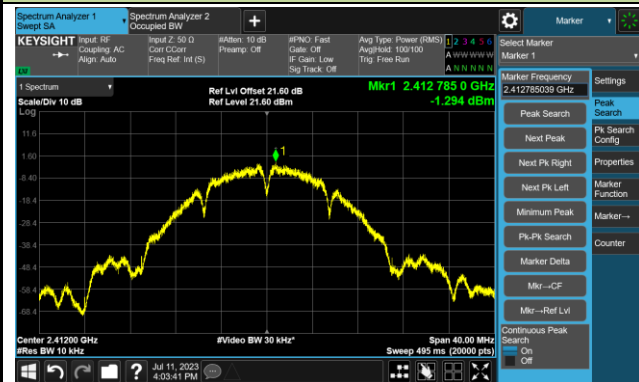 Spectrum Analyzer 1
Swept SA
Spectrum Analyzer 2
Occupied BW
+
Marker
KEYSIGHT
Input: RF
Coupling: AC
Align: Auto
Input Z: 50 Ω
Corr CCorr
Freq Ref: Int (S)
#Atten: 10 dB
Preamp: Off
#PNO: Fast
Gate: Off
IF Gain: Low
Sig Track: Off
Avg Type: Power (RMS)
Avg|Hold: 100/100
Trig: Free Run
1 2 3 4 5 6
A W W W W W
A N N N N N
LXI
Select Marker
Marker 1
1 Spectrum
Scale/Div 10 dB
Log
Ref Lvl Offset 21.60 dB
Ref Level 21.60 dBm
Mkr1 2.412 785 0 GHz
-1.294 dBm
11.6
1.60
-8.40
-18.4
-28.4
-38.4
-48.4
-58.4
-68.4
1
Center 2.41200 GHz
#Res BW 10 kHz
#Video BW 30 kHz*
Span 40.00 MHz
Sweep 495 ms (20000 pts)
Marker Frequency
2.412785039 GHz
Peak Search
Next Peak
Next Pk Right
Next Pk Left
Minimum Peak
Pk-Pk Search
Marker Delta
Mkr→CF
Mkr→Ref Lvl
Continuous Peak
Search
On
Off
Settings
Peak
Search
Pk Search
Config
Properties
Marker
Function
Marker→
Counter
?
Jul 11, 2023
4:03:41 PM